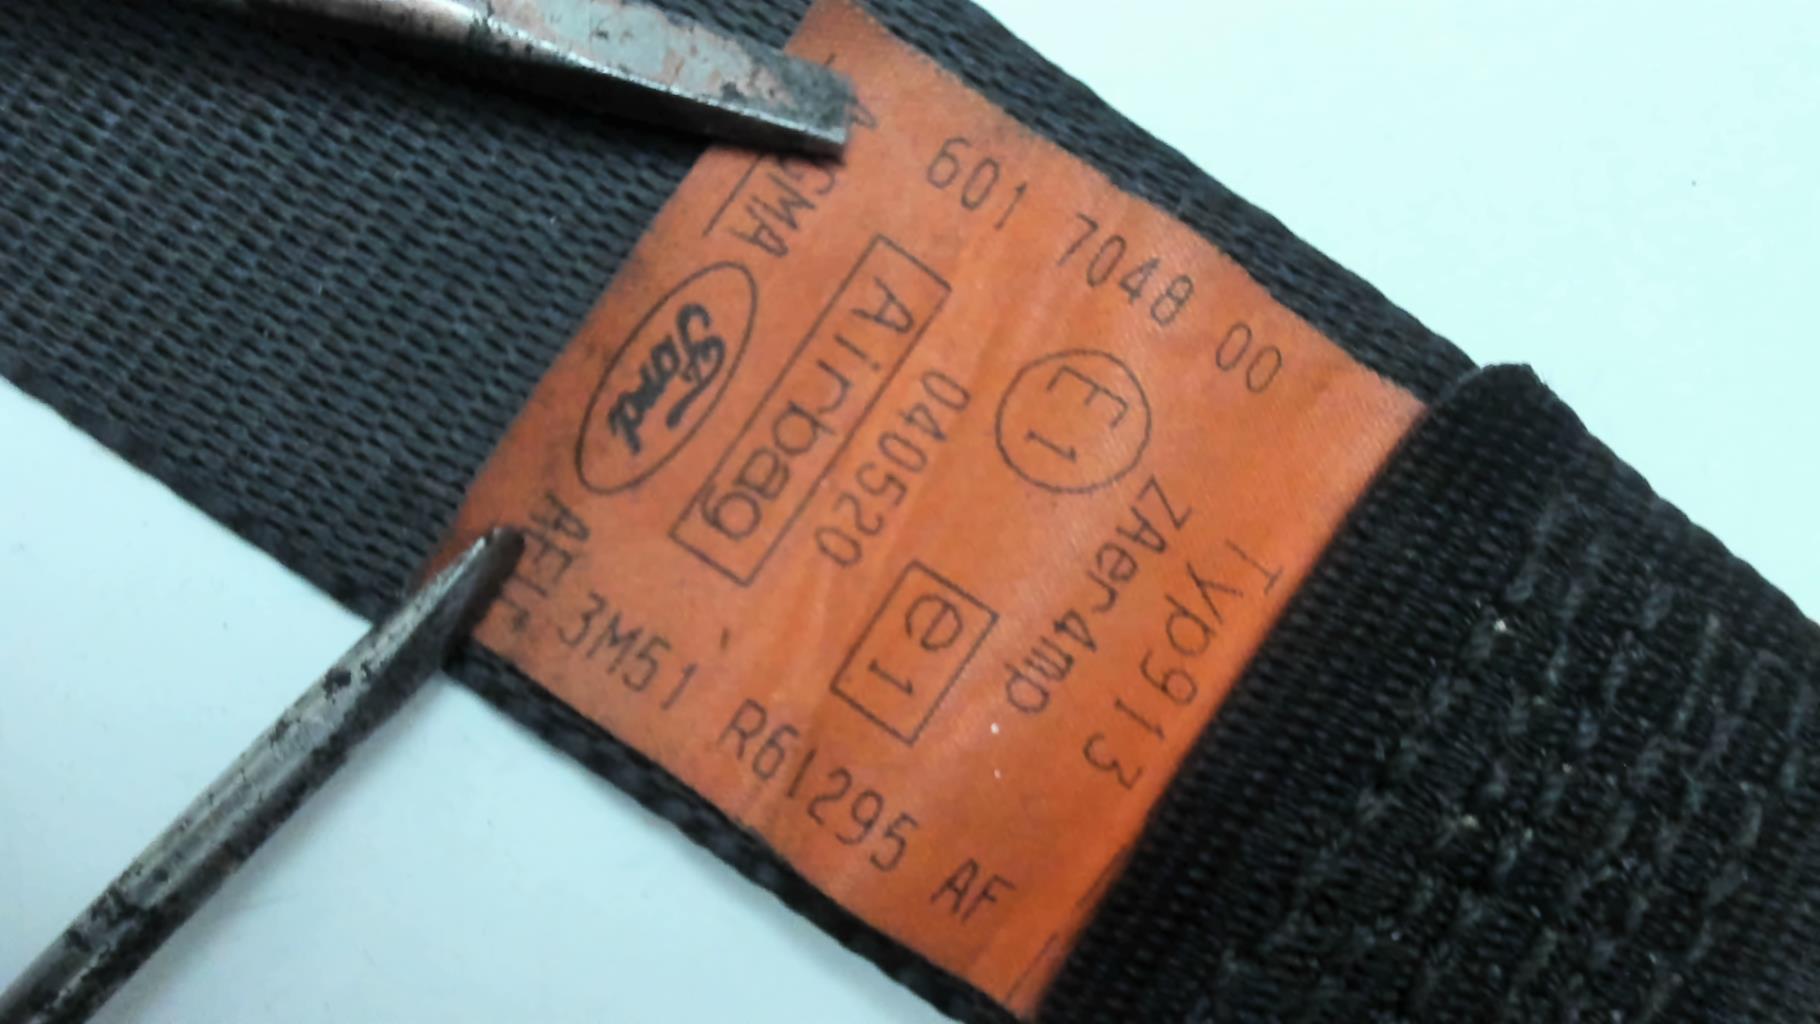 601 7048 00
Typ913
ZAer4mp
E1
e1
040520
Airbag
Ford
3M51 R61295 AF